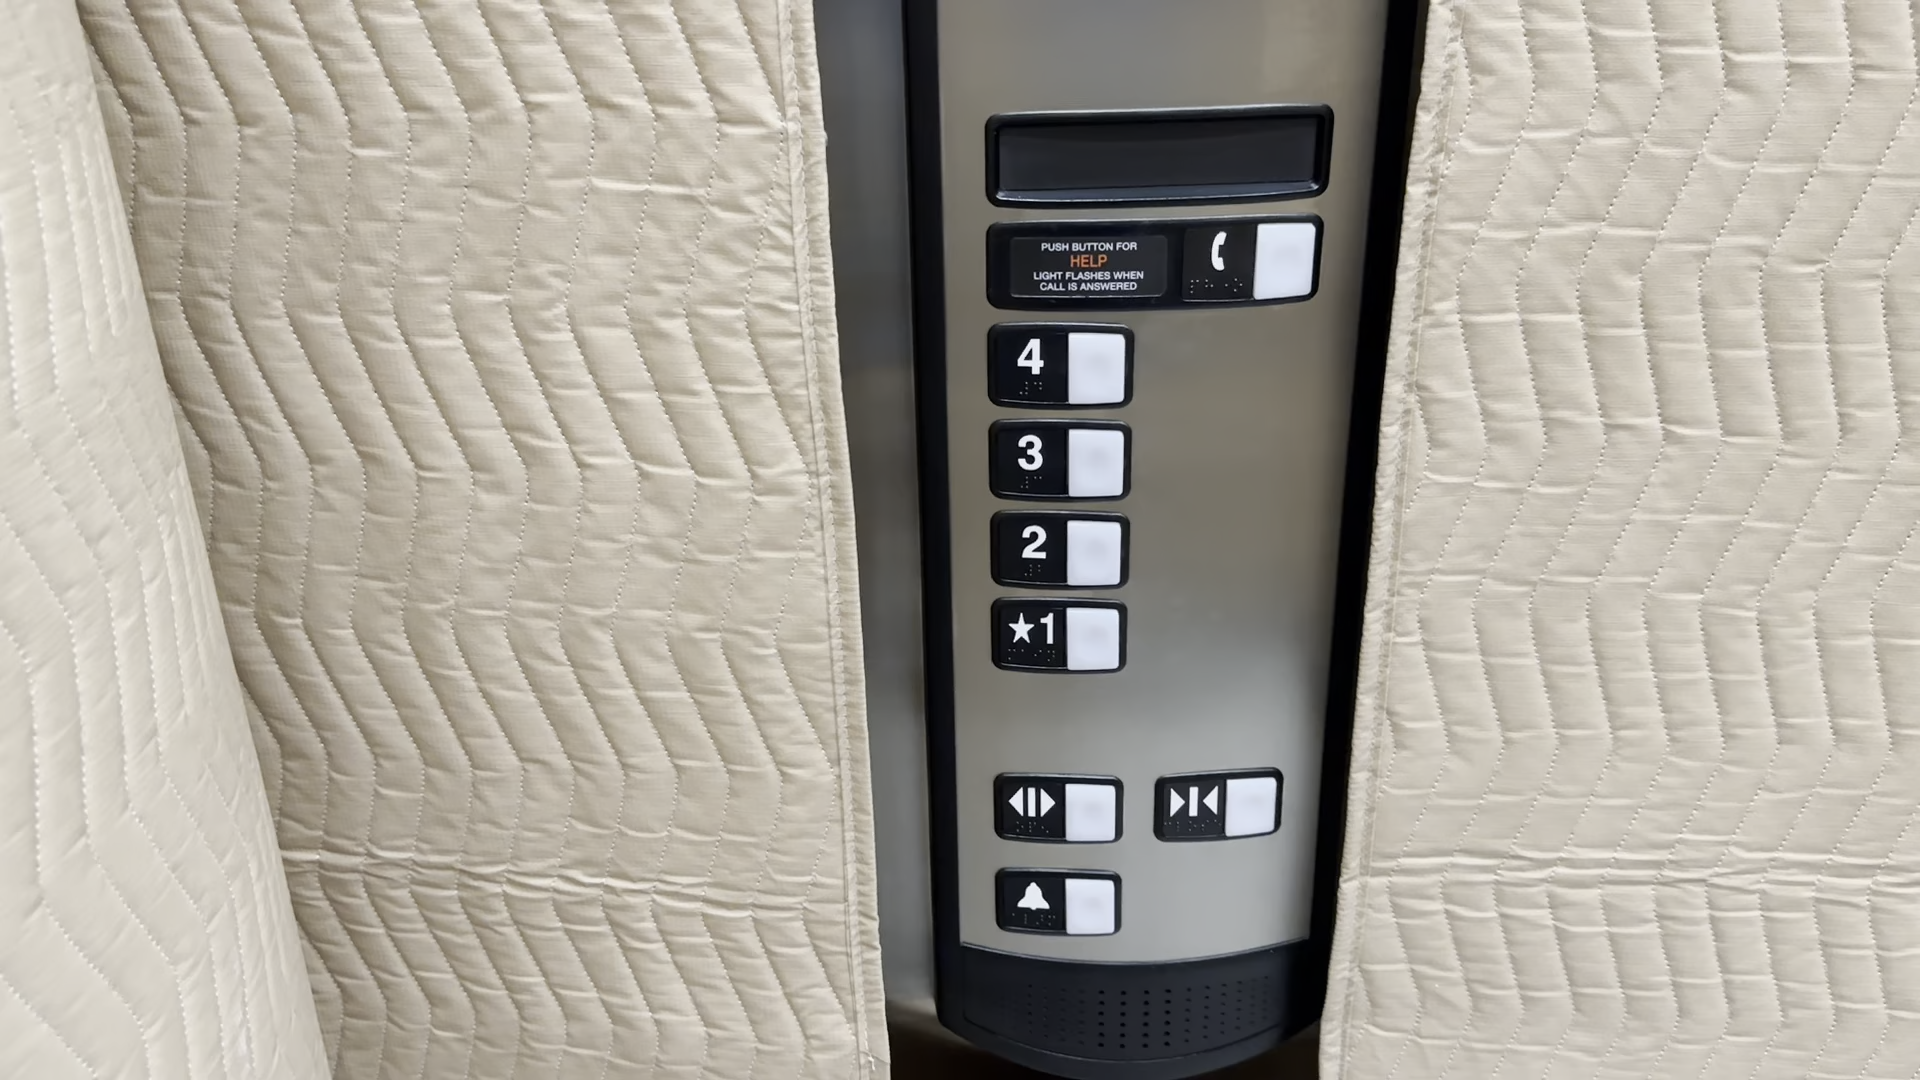 PUSH BUTTON FOR
HELP
LIGHT FLASHES WHEN
CALL IS ANSWERED
4
3
2
★1